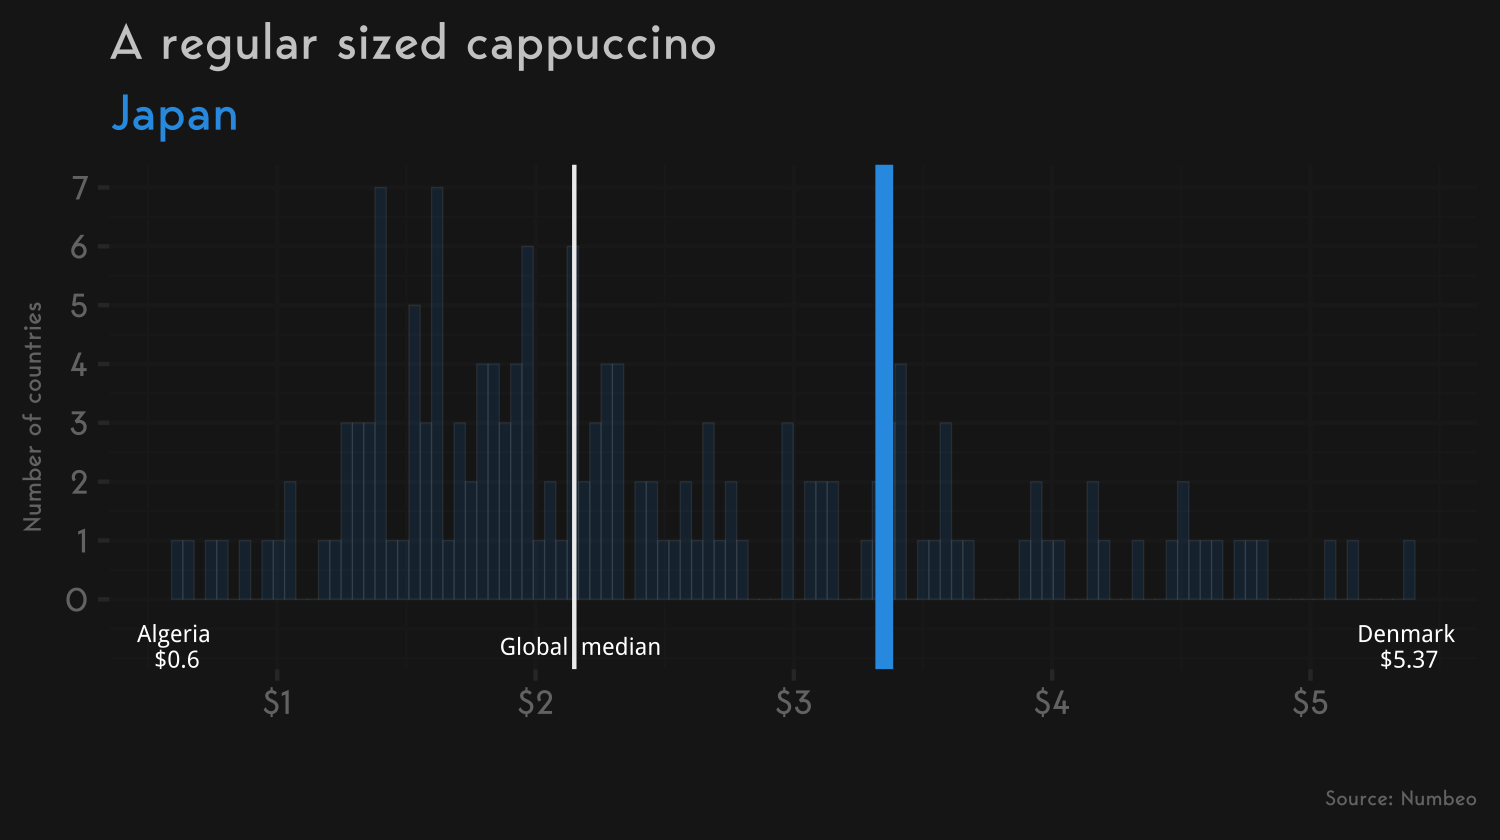 A regular sized cappuccino
Japan
Number of countries
7
6
5
4
3
2
1
0
Algeria
$0.6
Global median
Denmark
$5.37
$1 $2 $3 $4 $5
Source: Numbeo